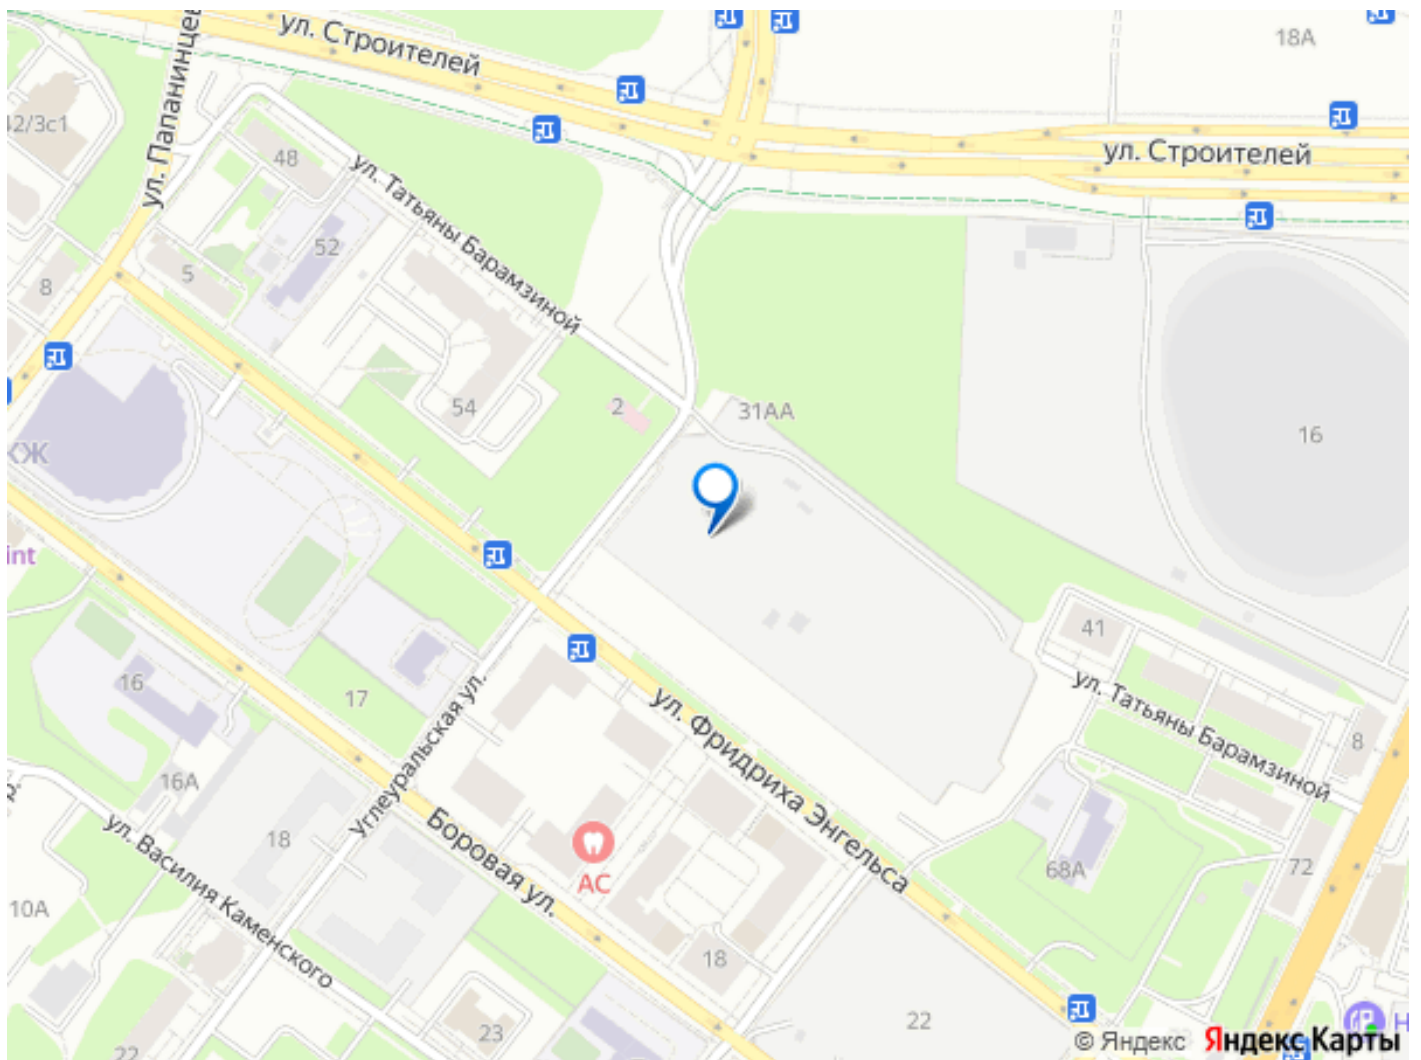 ул. Строителей
18А
ул. Папанинцев
42/3с1
ул. Строителей
48
ул. Татьяны Барамзиной
52
5
8
54
2
31АА
16
КЖ
int
41
ул. Татьяны Барамзиной
16
17
Углеуральская ул.
ул. Фридриха Энгельса
8
16А
18
Боровая ул.
АС
68А
72
ул. Василия Каменского
10А
18
22
23
22
© Яндекс Яндекс Карты